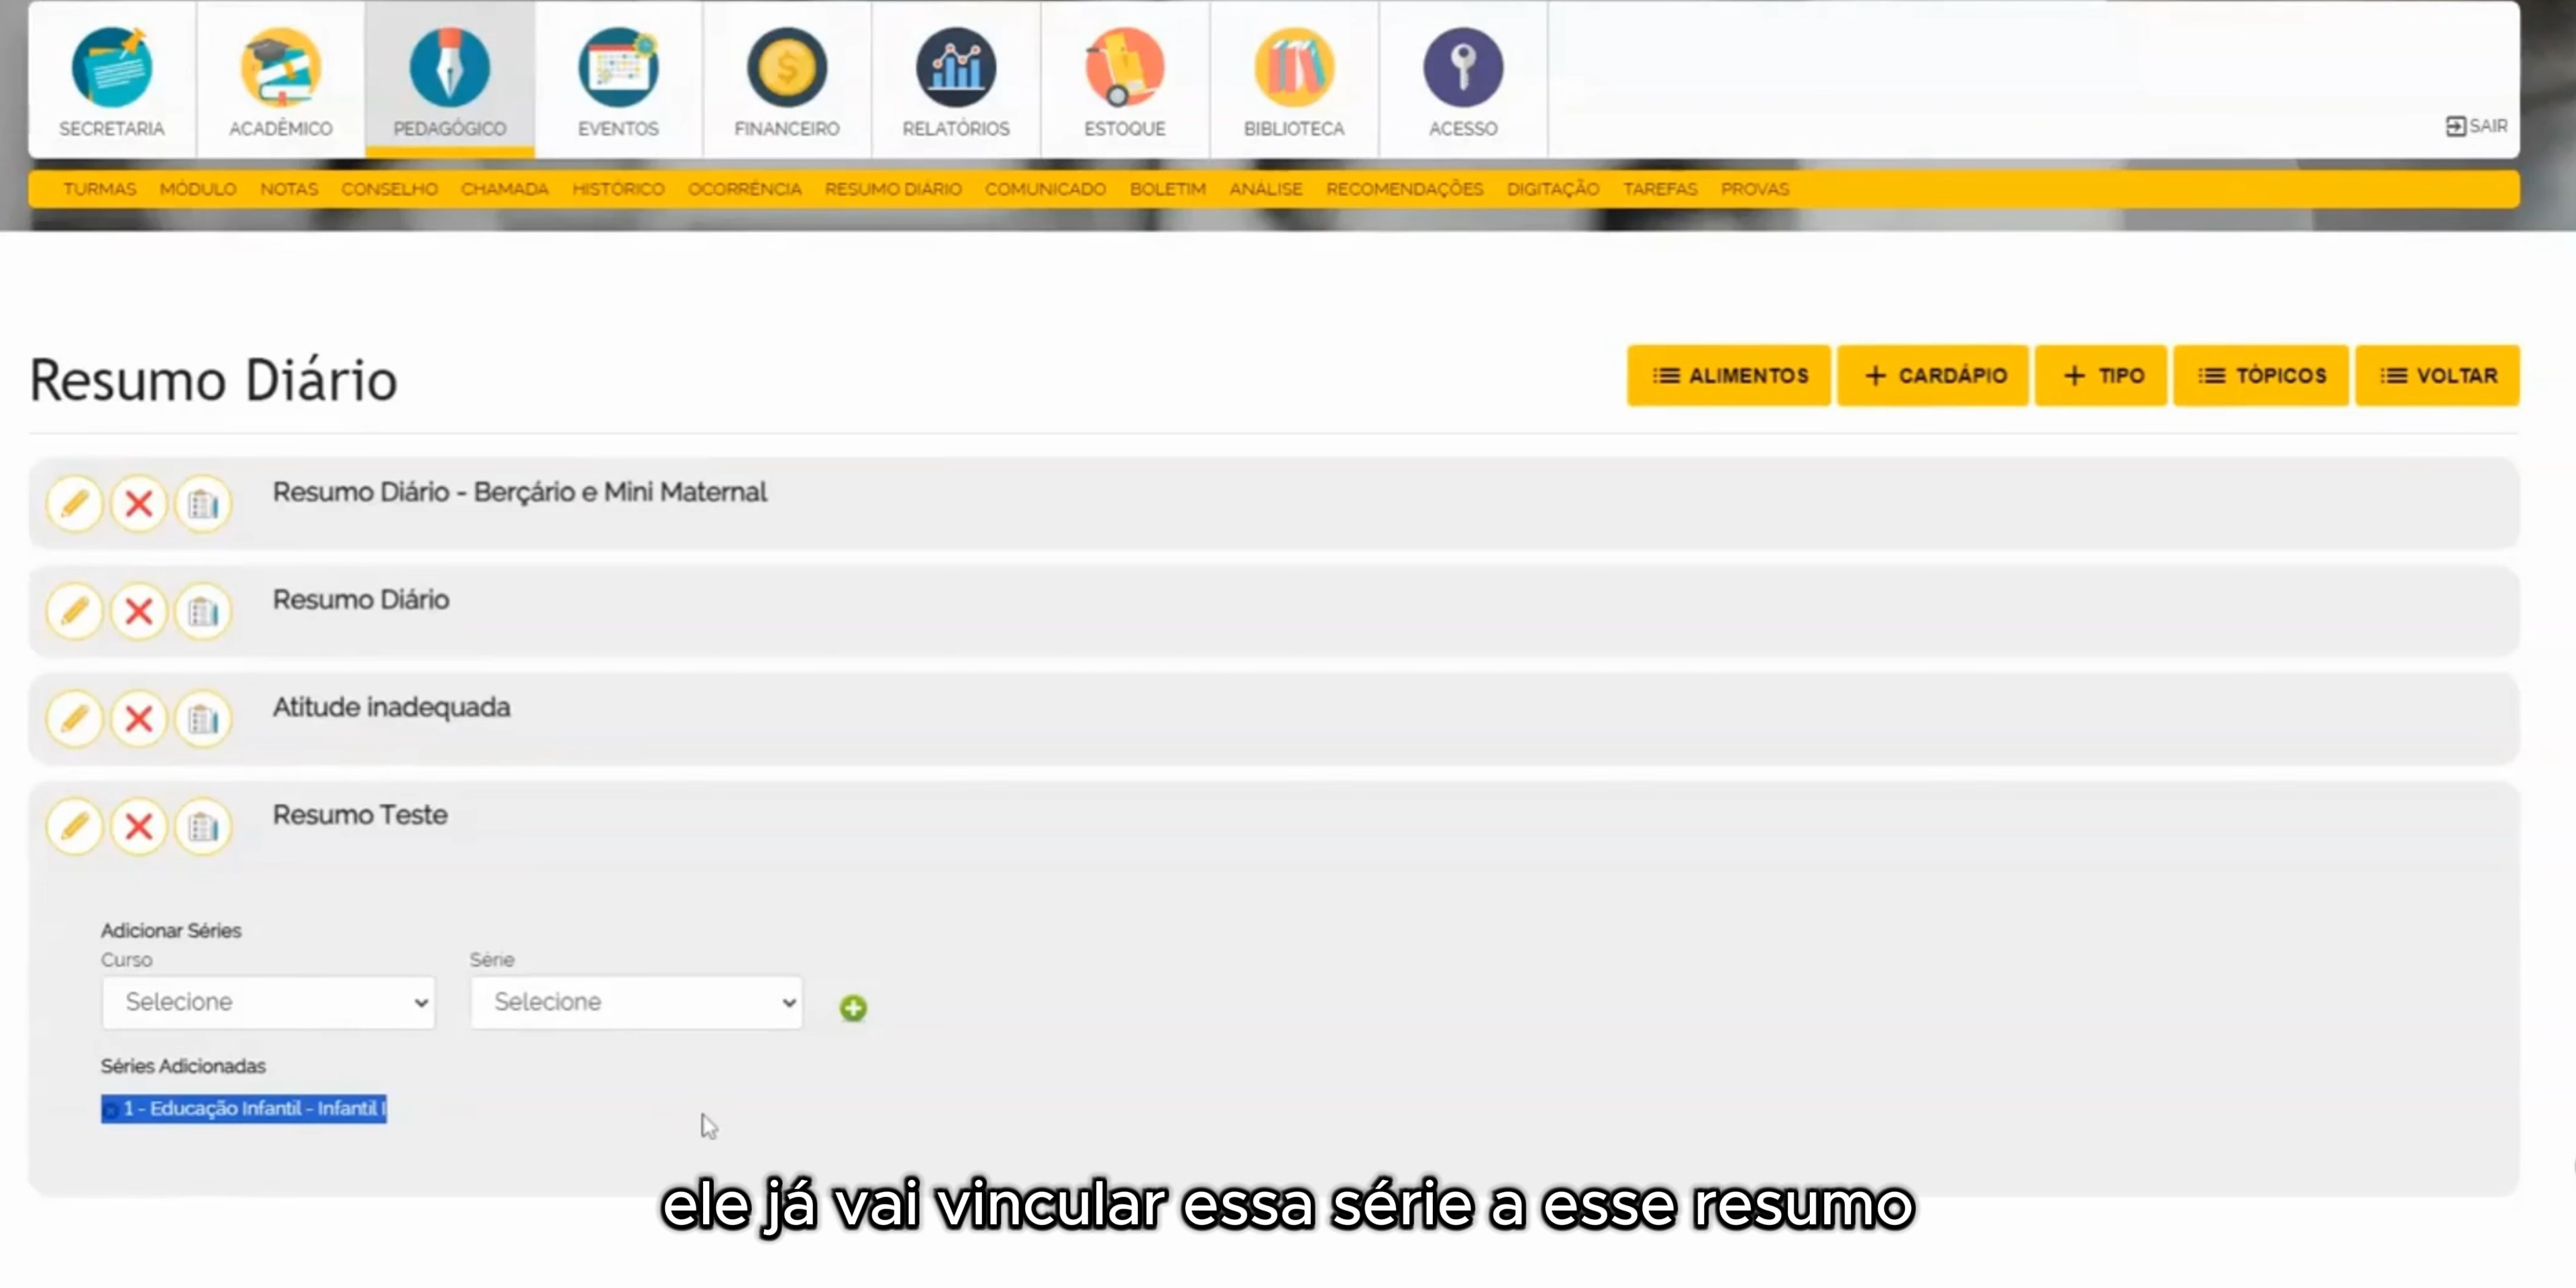 SECRETARIA
ACADÊMICO
PEDAGÓGICO
EVENTOS
FINANCEIRO
RELATÓRIOS
ESTOQUE
BIBLIOTECA
ACESSO
SAIR
TURMAS MÓDULO NOTAS CONSELHO CHAMADA HISTÓRICO OCORRÊNCIA RESUMO DIÁRIO COMUNICADO BOLETIM ANÁLISE RECOMENDAÇÕES DIGITAÇÃO TAREFAS PROVAS
Resumo Diário
ALIMENTOS
+ CARDÁPIO
+ TIPO
TÓPICOS
VOLTAR
Resumo Diário - Berçário e Mini Maternal
Resumo Diário
Atitude inadequada
Resumo Teste
Adicionar Séries
Curso Série
Selecione Selecione
Séries Adicionadas
1 - Educação Infantil - Infantil I
ele já vai vincular essa série a esse resumo